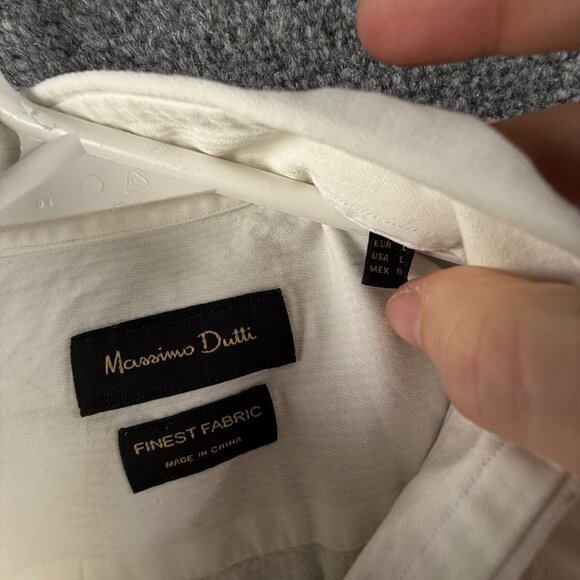 EUR L
USA L
MEX G
Massimo Dutti
FINEST FABRIC
MADE IN CHINA